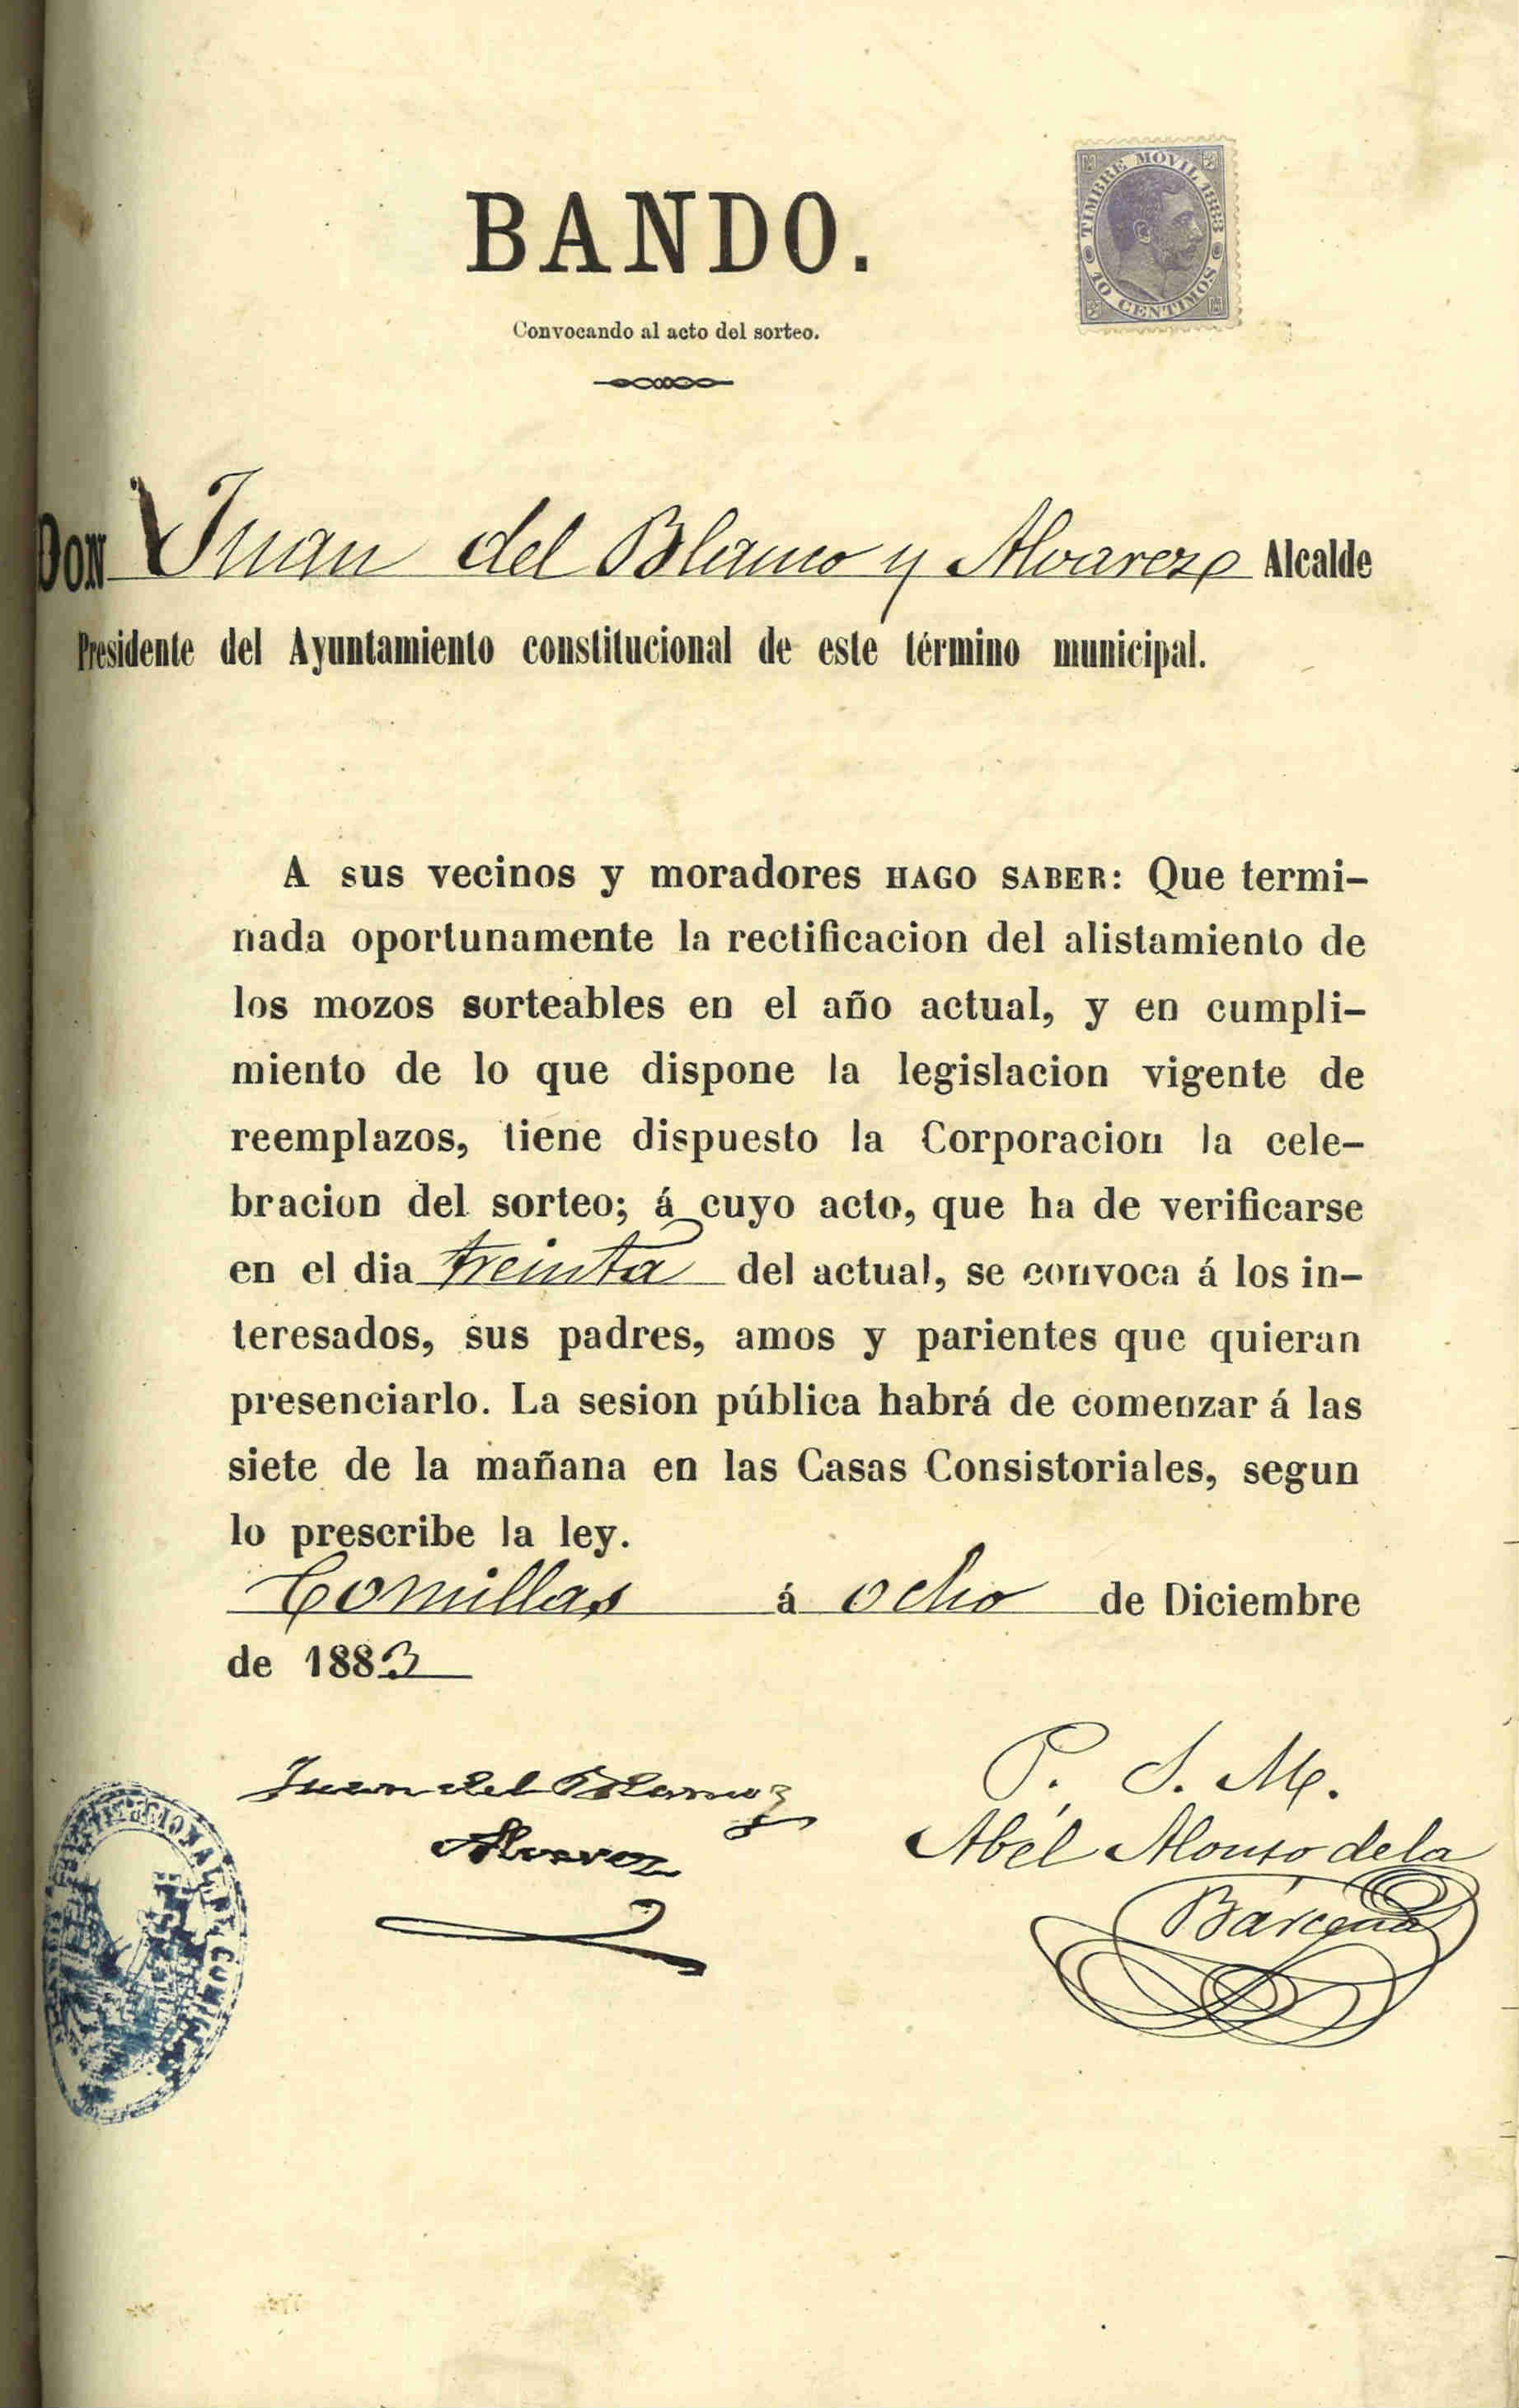 BANDO.
TIMBRE MÓVIL 1883
10 CENTIMOS
Convocando al acto del sorteo.
DON Juan del Blanco y Alvarez Alcalde
Presidente del Ayuntamiento constitucional de este término municipal.
A sus vecinos y moradores HAGO SABER: Que termi-
nada oportunamente la rectificacion del alistamiento de
los mozos sorteables en el año actual, y en cumpli-
miento de lo que dispone la legislacion vigente de
reemplazos, tiene dispuesto la Corporacion la cele-
bracion del sorteo; á cuyo acto, que ha de verificarse
en el dia treinta del actual, se convoca á los in-
teresados, sus padres, amos y parientes que quieran
presenciarlo. La sesion pública habrá de comenzar á las
siete de la mañana en las Casas Consistoriales, segun
lo prescribe la ley.
Comillas á ocho de Diciembre
de 1883
Juan del Blanco y
Alvarez
P. S. M.
Abel Alonso de la
Bárcena